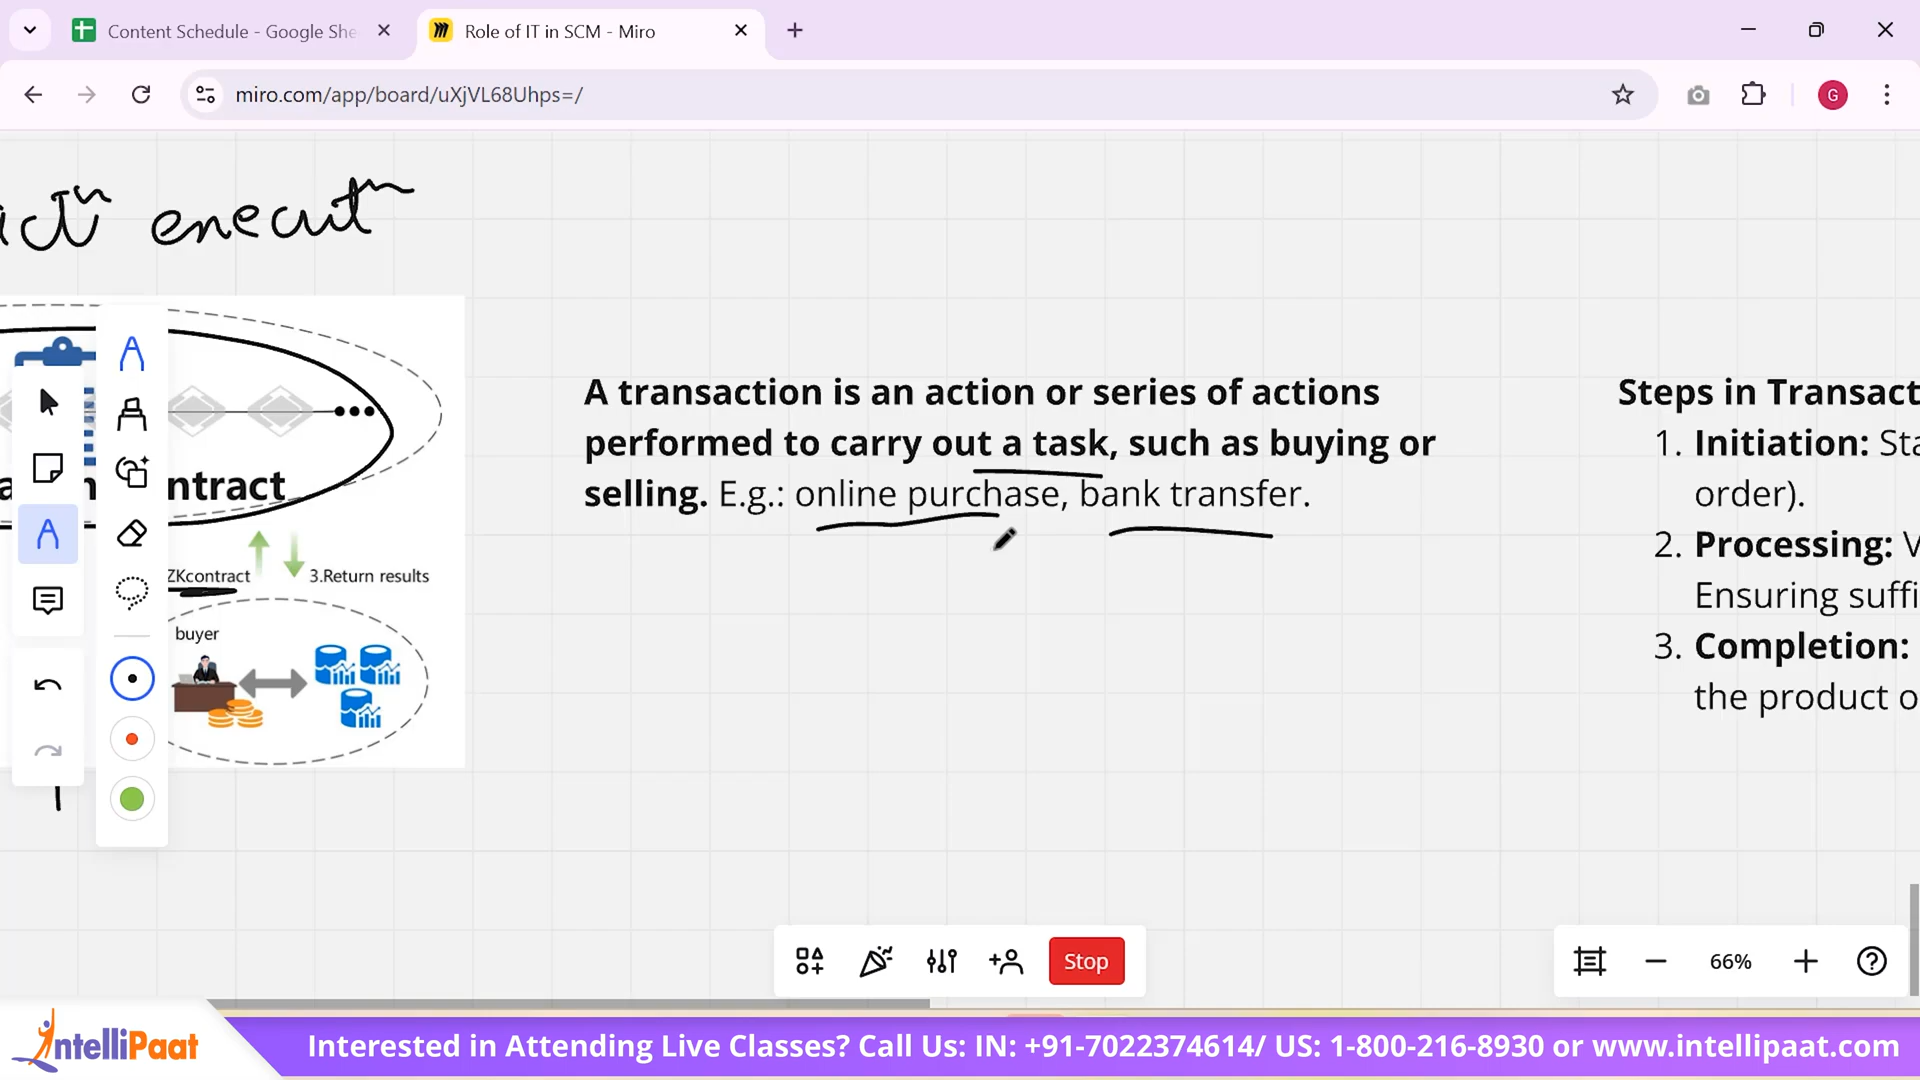 Content Schedule - Google She
Role of IT in SCM - Miro
miro.com/app/board/uXjVL68Uhps=/
G
A transaction is an action or series of actions
performed to carry out a task, such as buying or
selling. E.g.: online purchase, bank transfer.
Steps in Transact
1. Initiation: Sta
order).
2. Processing: V
Ensuring suffi
3. Completion:
the product o
ntract
ZKcontract
3.Return results
buyer
Stop
66%
IntelliPaat
Interested in Attending Live Classes? Call Us: IN: +91-7022374614/ US: 1-800-216-8930 or www.intellipaat.com